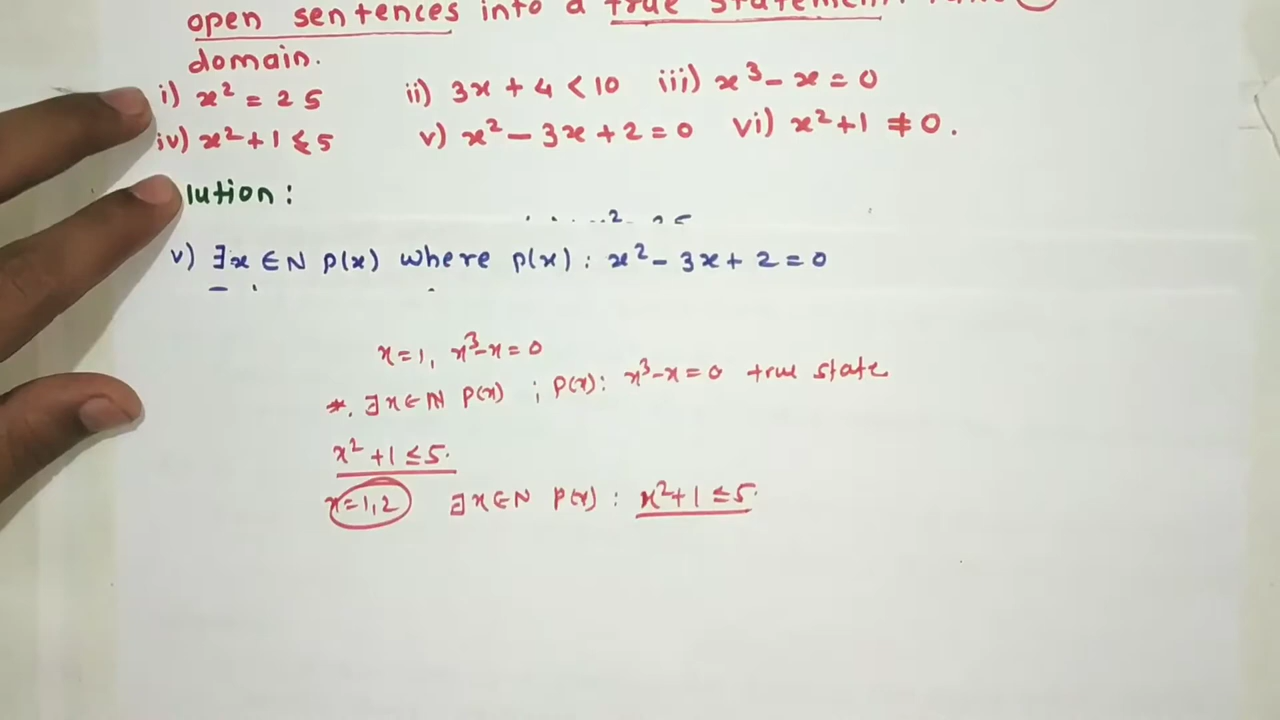 open sentences into a true statement
domain.
i) x² = 25 ii) 3x + 4 < 10 iii) x³ - x = 0
iv) x² + 1 ≤ 5 v) x² - 3x + 2 = 0 vi) x² + 1 ≠ 0.
lution:
v) ∃x ∈ N p(x) where p(x) : x² - 3x + 2 = 0
x=1, x³-x = 0
*. ∃x∈N P(x) ; P(x): x³-x = 0 true state
x² + 1 ≤ 5.
x=1,2 ∃x∈N P(x) : x²+1 ≤ 5.